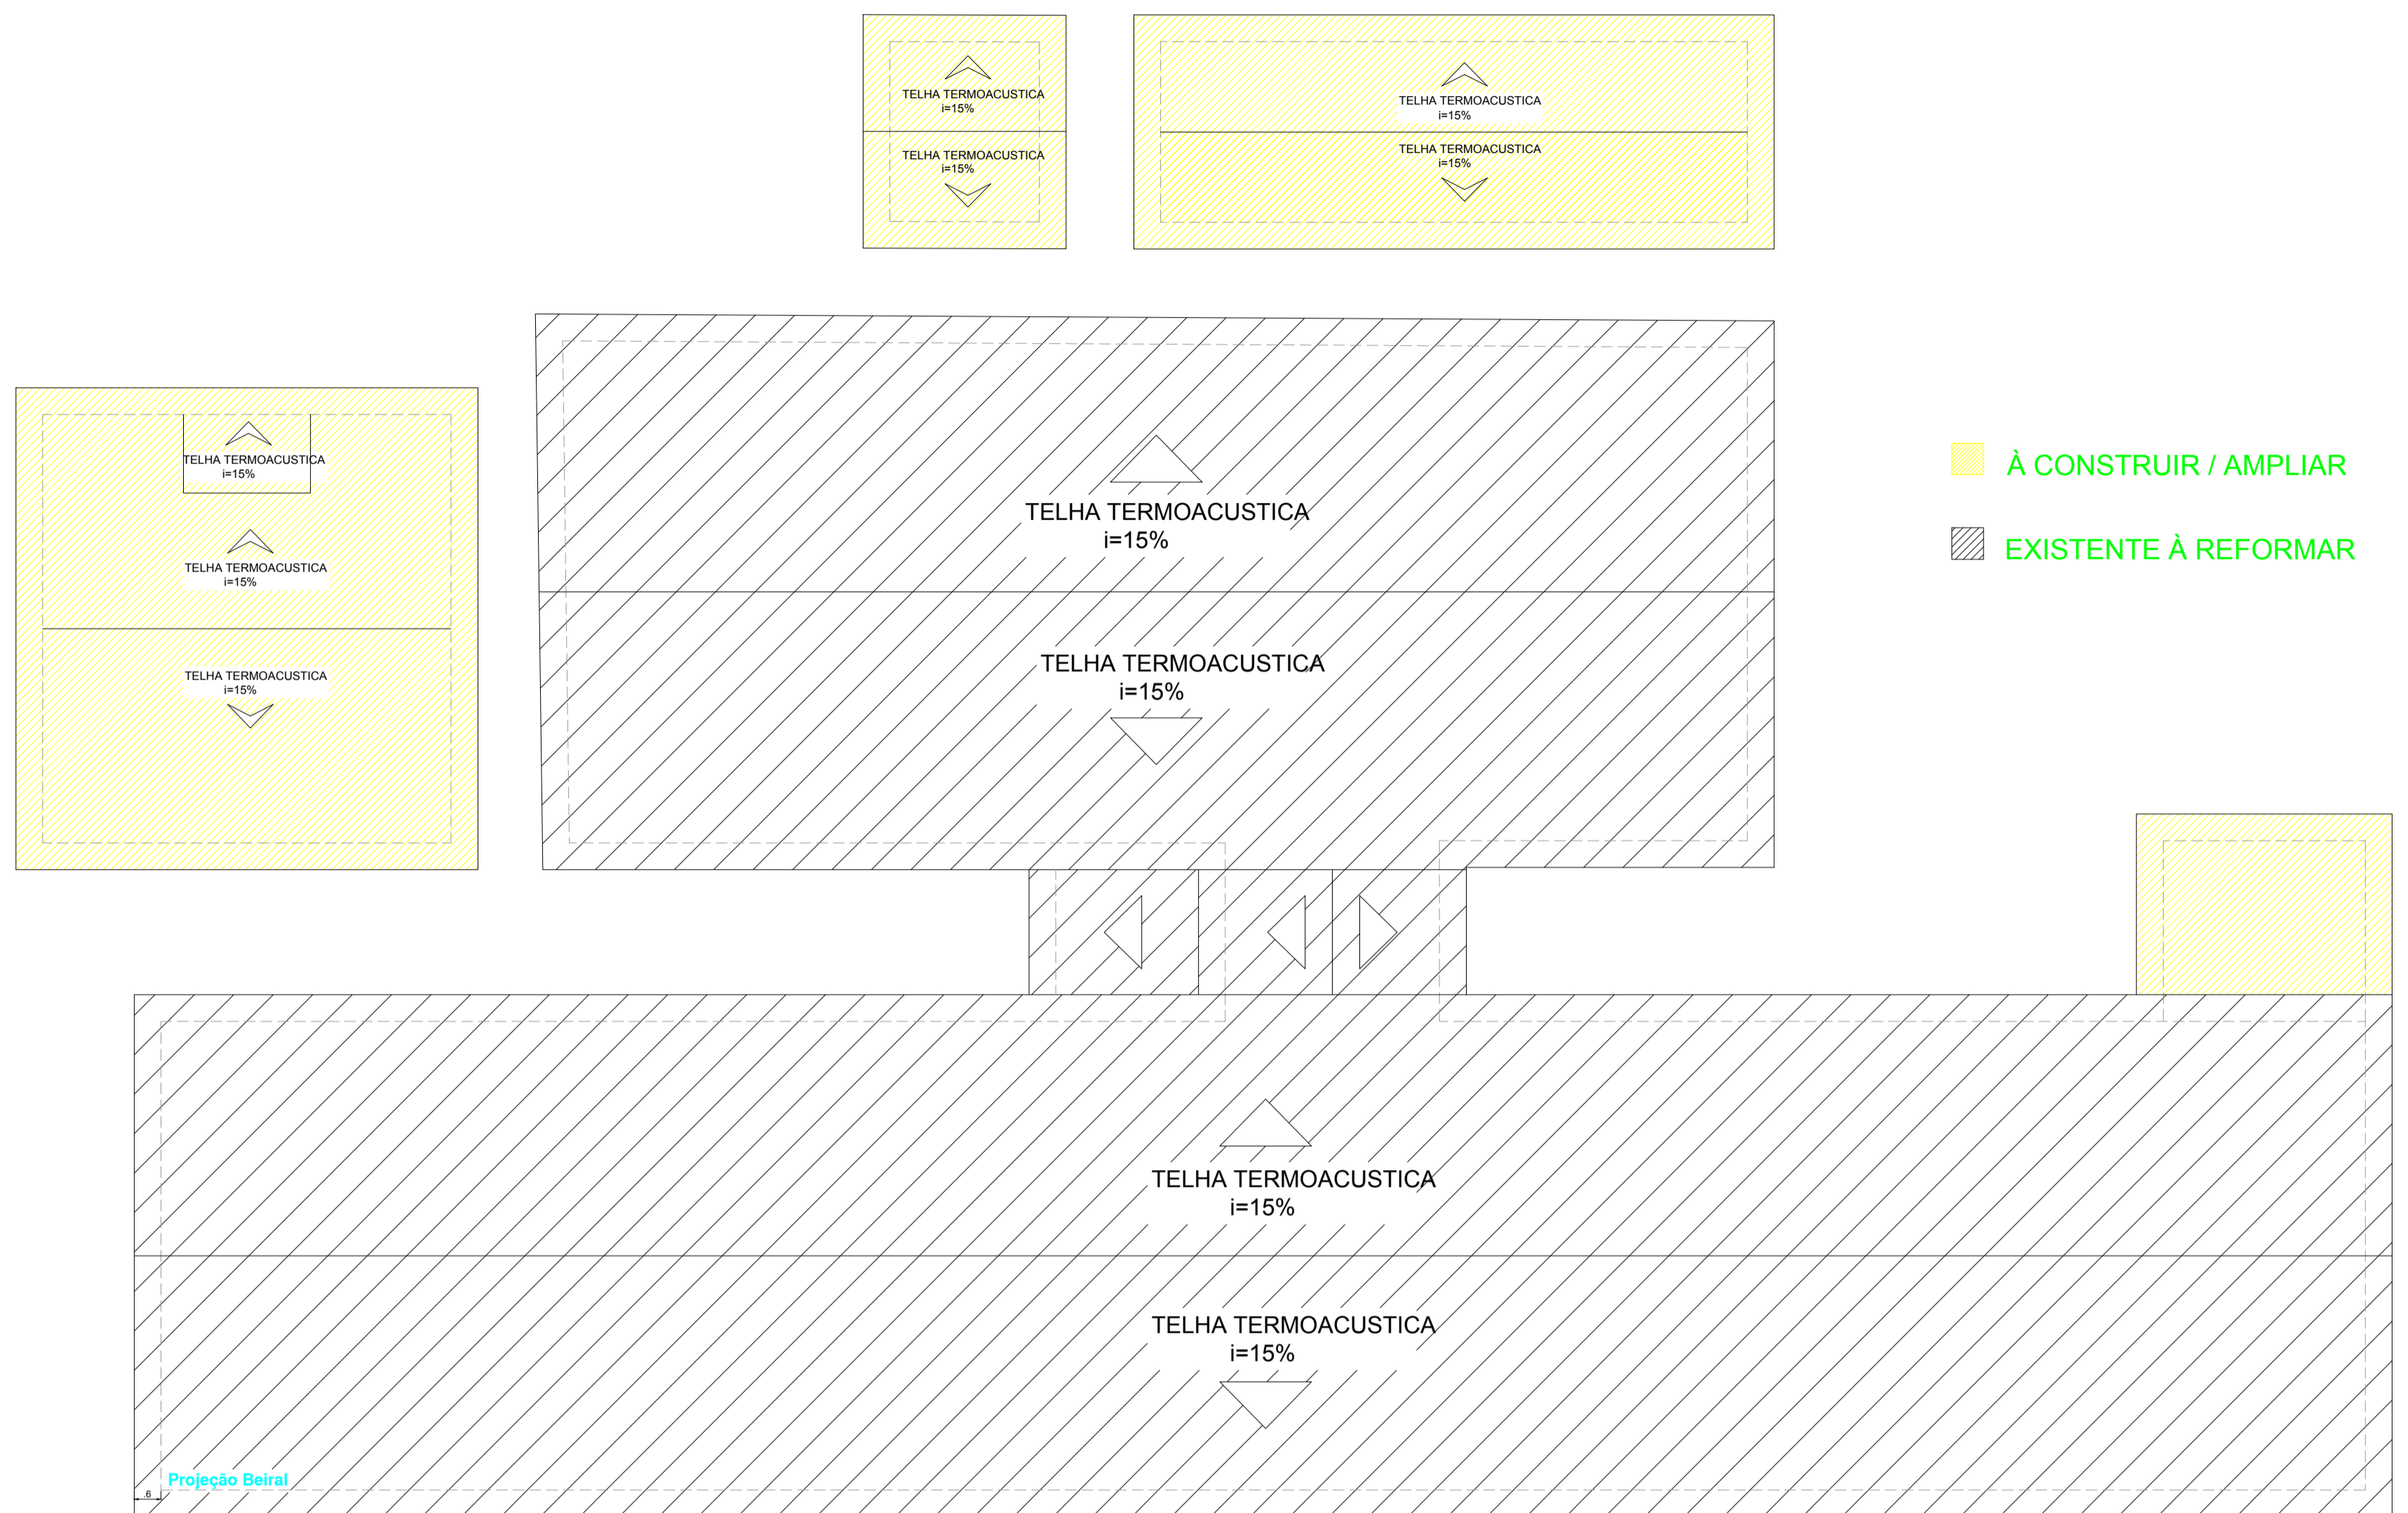 TELHA TERMOACUSTICA
i=15%
TELHA TERMOACUSTICA
i=15%
TELHA TERMOACUSTICA
i=15%
TELHA TERMOACUSTICA
i=15%
TELHA TERMOACUSTICA
i=15%
TELHA TERMOACUSTICA
i=15%
TELHA TERMOACUSTICA
i=15%
TELHA TERMOACUSTICA
i=15%
TELHA TERMOACUSTICA
i=15%
À CONSTRUIR / AMPLIAR
EXISTENTE À REFORMAR
TELHA TERMOACUSTICA
i=15%
TELHA TERMOACUSTICA
i=15%
Projeção Beiral
.6